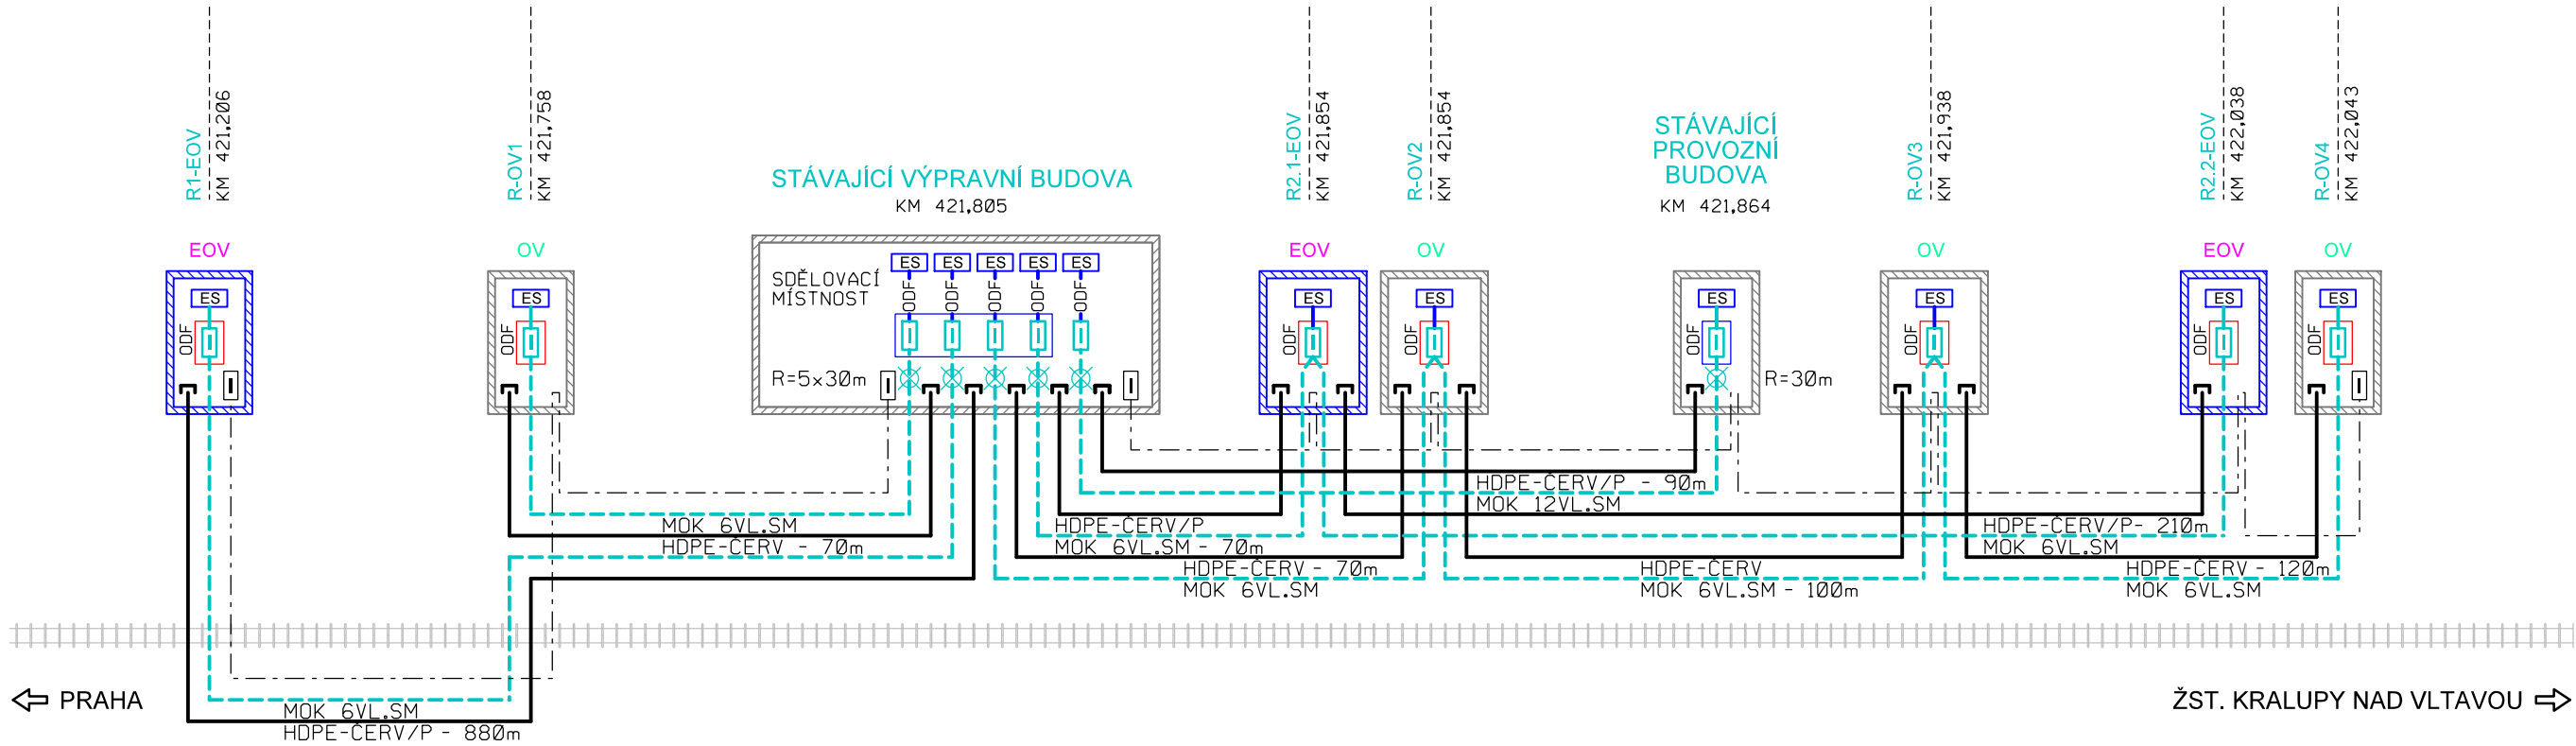 R1-EOV
KM 421,206
R-OV1
KM 421,758
STÁVAJÍCÍ VÝPRAVNÍ BUDOVA
KM 421,805
R2.1-EOV
KM 421,854
R-OV2
KM 421,854
STÁVAJÍCÍ
PROVOZNÍ
BUDOVA
KM 421,864
R-OV3
KM 421,938
R2.2-EOV
KM 422,038
R-OV4
KM 422,043
EOV
OV
EOV
OV
OV
EOV
OV
ES
ODF
ES
ODF
SDĚLOVACÍ
MÍSTNOST
ES ES ES ES ES
ODF ODF ODF ODF ODF
R=5x30m
ES
ODF
ES
ODF
ES
ODF
R=30m
ES
ODF
ES
ODF
ES
ODF
HDPE-ČERV/P - 90m
MOK 12VL.SM
MOK 6VL.SM
HDPE-ČERV - 70m
HDPE-ČERV/P
MOK 6VL.SM - 70m
HDPE-ČERV/P- 210m
MOK 6VL.SM
HDPE-ČERV - 70m
MOK 6VL.SM
HDPE-ČERV
MOK 6VL.SM - 100m
HDPE-ČERV - 120m
MOK 6VL.SM
PRAHA
ŽST. KRALUPY NAD VLTAVOU
MOK 6VL.SM
HDPE-ČERV/P - 880m